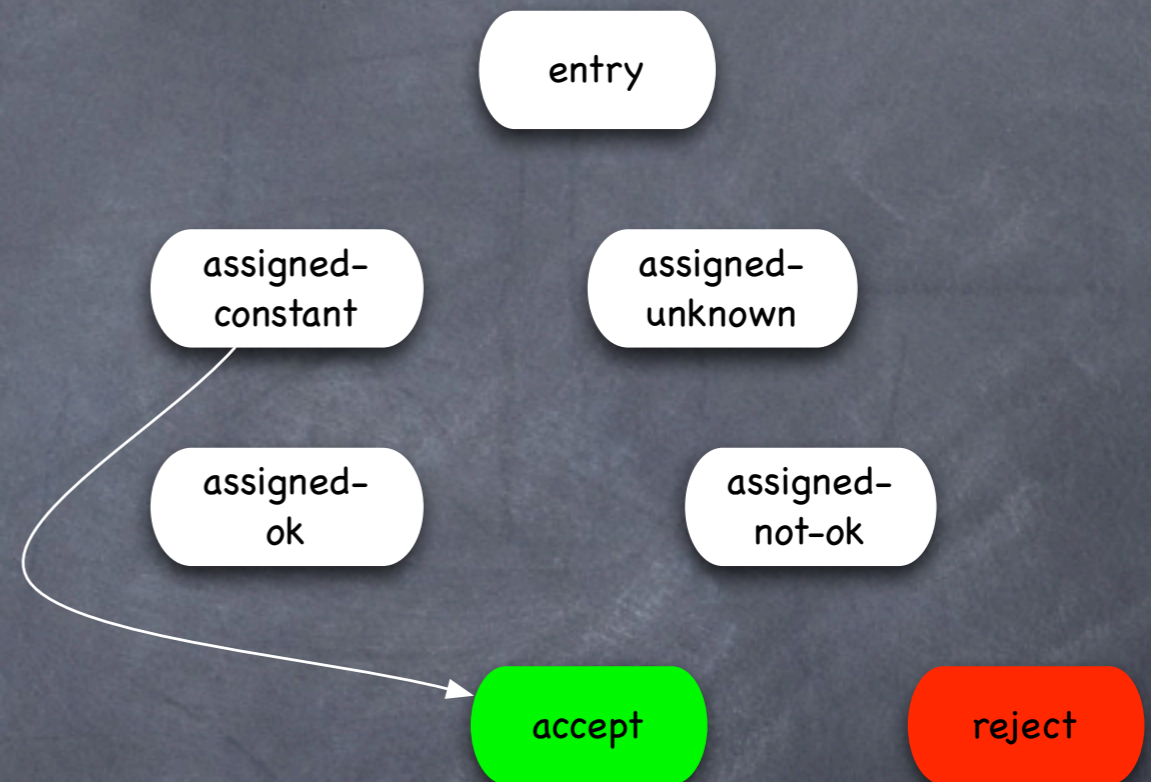 entry
assigned-
constant
assigned-
unknown
assigned-
ok
assigned-
not-ok
accept
reject